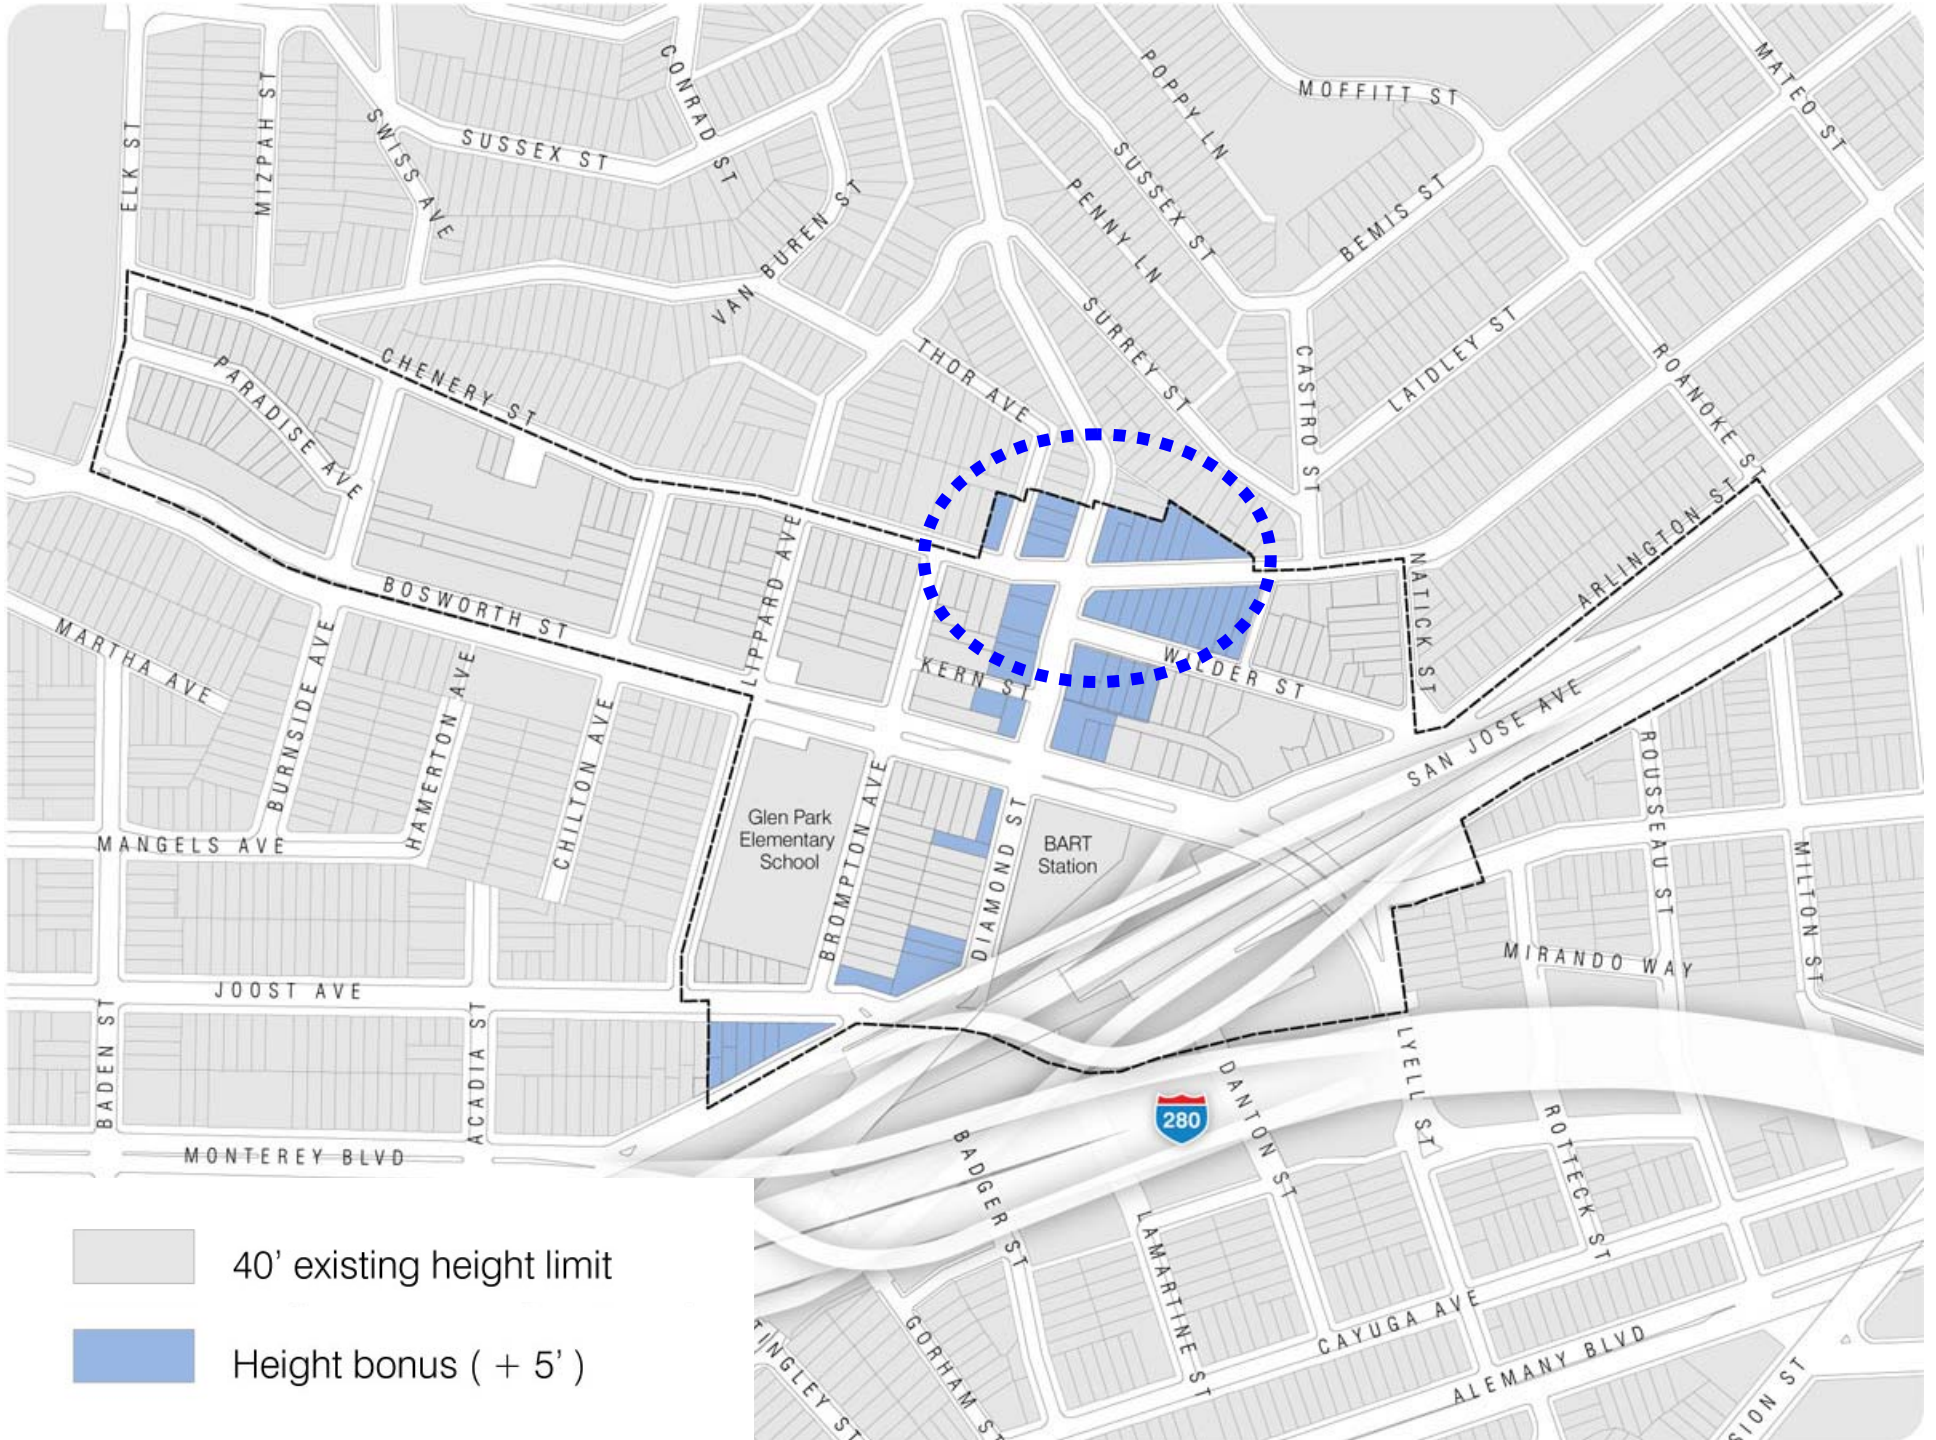 ELK ST
MIZPAH ST
SWISS AVE
SUSSEX ST
CONRAD ST
VAN BUREN ST
POPPY LN
PENNY LN
SUSSEX ST
MOFFITT ST
BEMIS ST
MATEO ST
SURREY ST
CASTRO ST
LAIDLEY ST
ROANOKE ST
THOR AVE
CHENERY ST
PARADISE AVE
BOSWORTH ST
LIPPARD AVE
KERN ST
WILDER ST
NATICK ST
ARLINGTON ST
SAN JOSE AVE
MARTHA AVE
BURNSIDE AVE
HAMERTON AVE
CHILTON AVE
MANGELS AVE
Glen Park
Elementary
School
BROMPTON AVE
DIAMOND ST
BART
Station
ROUSSEAU ST
MILTON ST
MIRANDO WAY
JOOST AVE
BADEN ST
ACADIA ST
MONTEREY BLVD
280
DANTON ST
LYELL ST
ROTTECK ST
BADGER ST
LAMARTINE ST
GORHAM ST
TINGLEY ST
CAYUGA AVE
ALEMANY BLVD
SION ST
40’ existing height limit
Height bonus ( + 5’ )